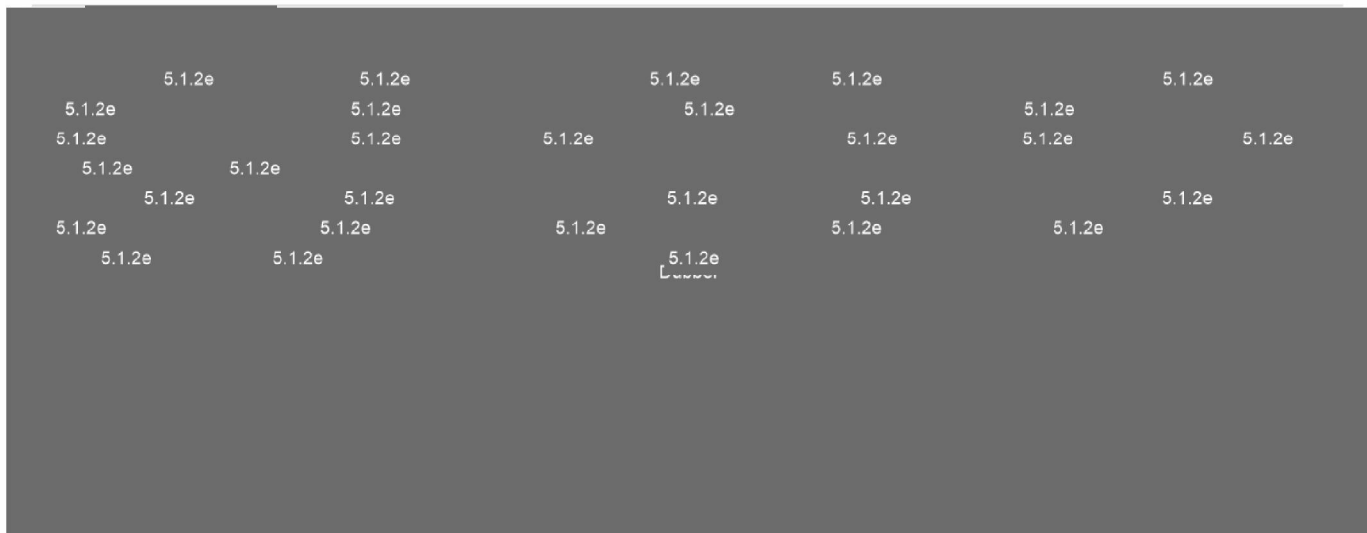 5.1.2e 5.1.2e 5.1.2e 5.1.2e 5.1.2e
5.1.2e 5.1.2e 5.1.2e 5.1.2e
5.1.2e 5.1.2e 5.1.2e 5.1.2e 5.1.2e 5.1.2e
5.1.2e 5.1.2e
5.1.2e 5.1.2e 5.1.2e 5.1.2e 5.1.2e
5.1.2e 5.1.2e 5.1.2e 5.1.2e 5.1.2e
5.1.2e 5.1.2e 5.1.2e
Dubbel